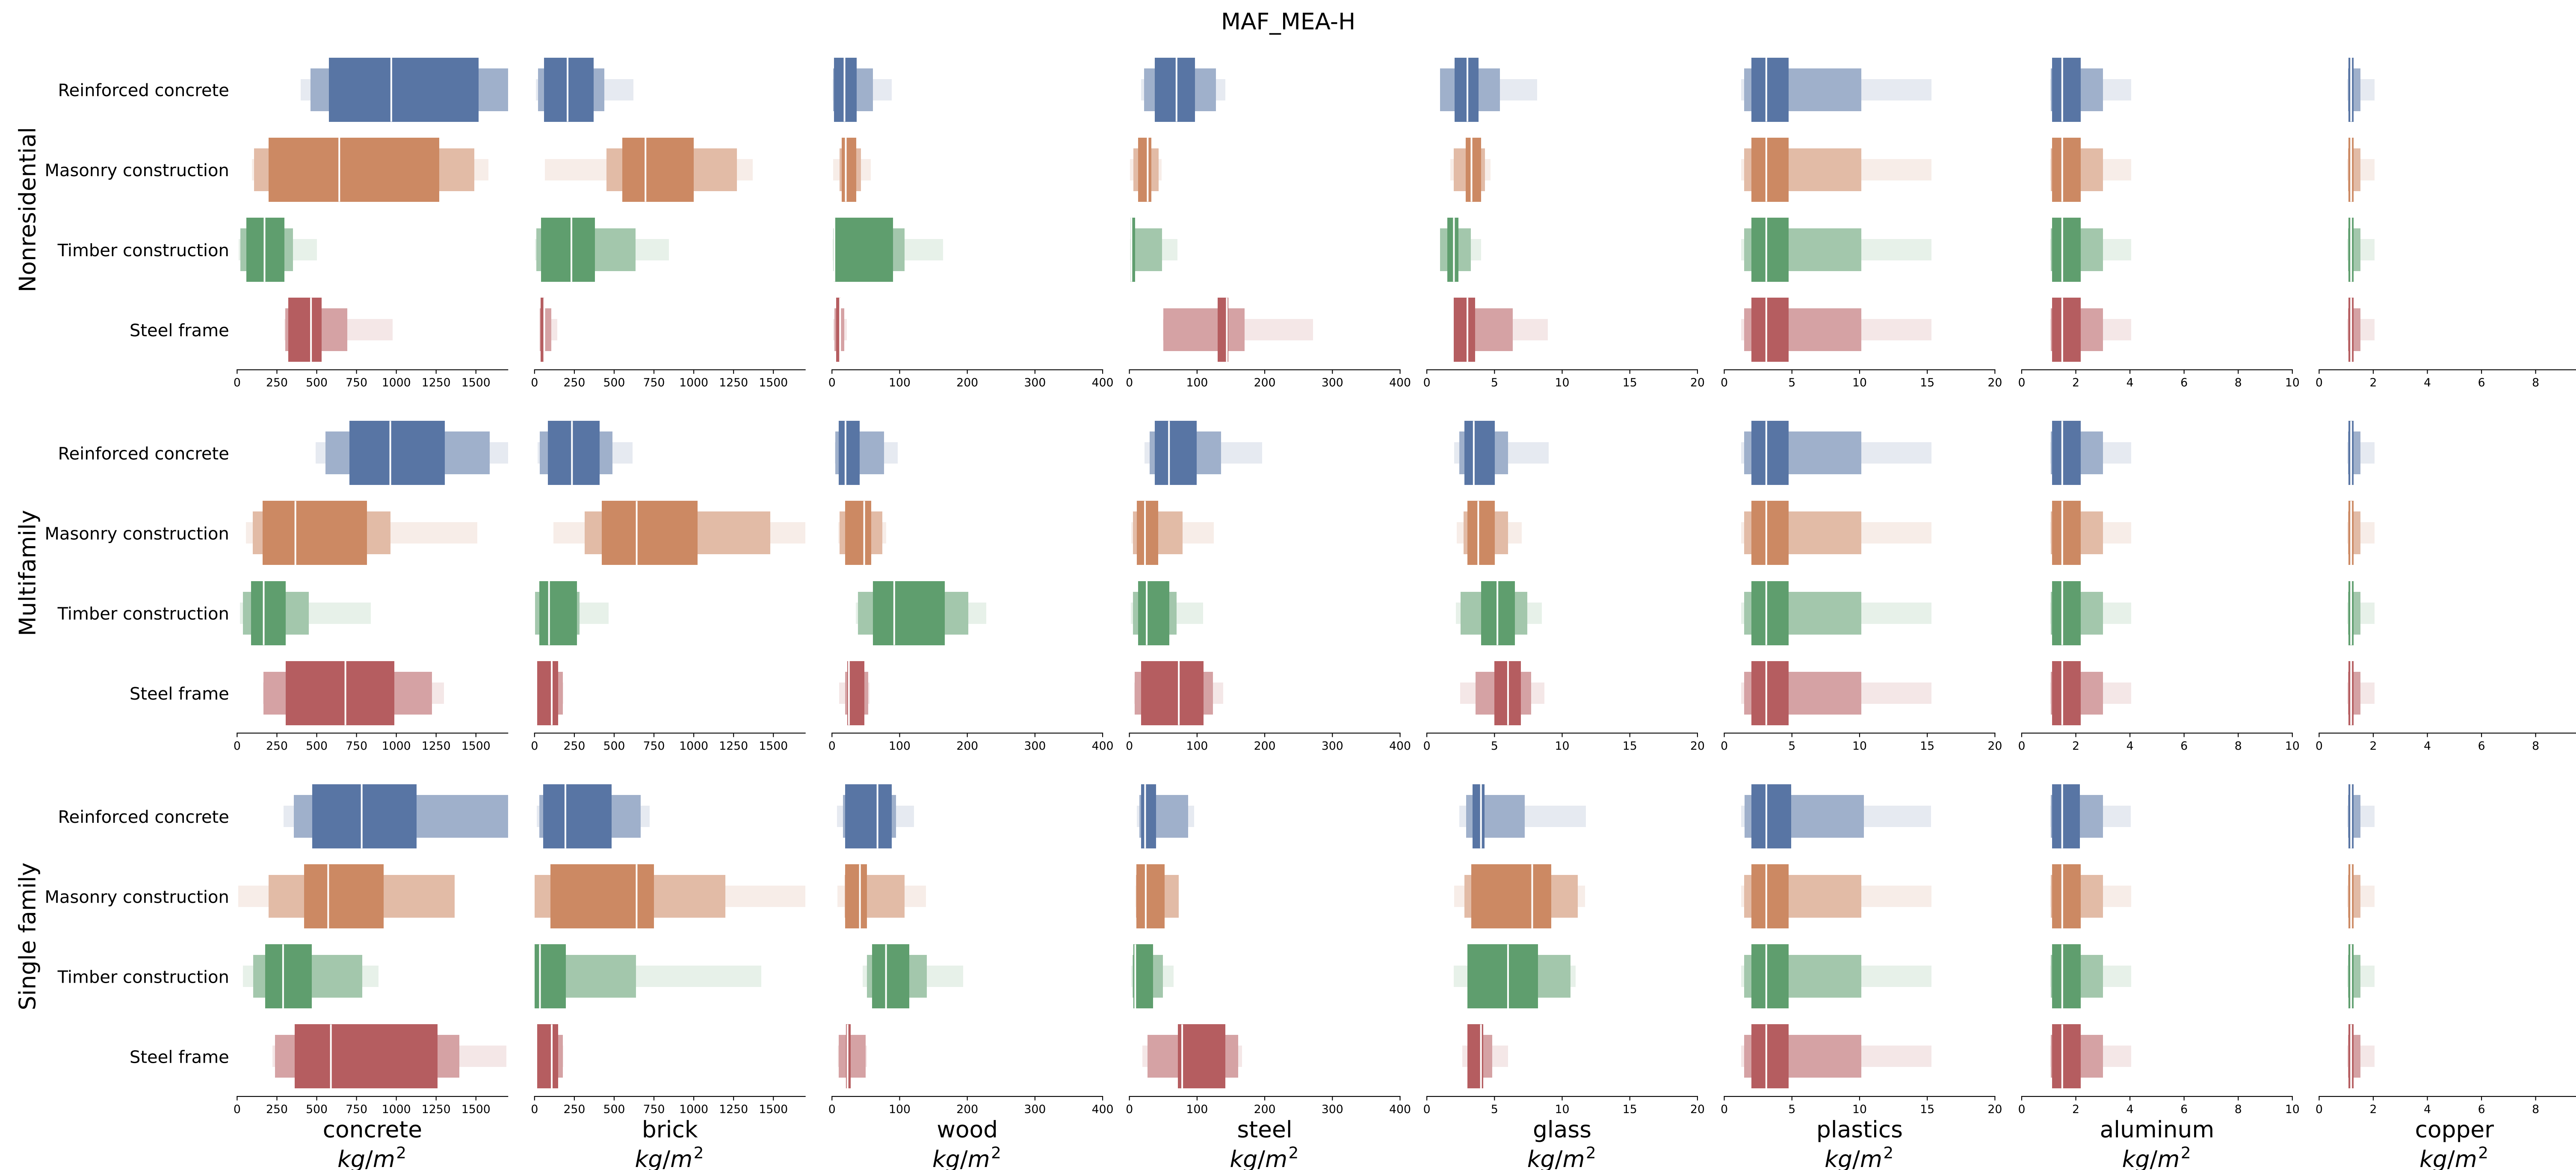 MAF_MEA-H
Nonresidential
Reinforced concrete
Masonry construction
Timber construction
Steel frame
0 250 500 750 1000 1250 1500 0 250 500 750 1000 1250 1500 0 100 200 300 400 0 100 200 300 400 0 5 10 15 20 0 5 10 15 20 0 2 4 6 8 10 0 2 4 6 8
Multifamily
Reinforced concrete
Masonry construction
Timber construction
Steel frame
0 250 500 750 1000 1250 1500 0 250 500 750 1000 1250 1500 0 100 200 300 400 0 100 200 300 400 0 5 10 15 20 0 5 10 15 20 0 2 4 6 8 10 0 2 4 6 8
Single family
Reinforced concrete
Masonry construction
Timber construction
Steel frame
0 250 500 750 1000 1250 1500 0 250 500 750 1000 1250 1500 0 100 200 300 400 0 100 200 300 400 0 5 10 15 20 0 5 10 15 20 0 2 4 6 8 10 0 2 4 6 8
concrete brick wood steel glass plastics aluminum copper
kg/m² kg/m² kg/m² kg/m² kg/m² kg/m² kg/m² kg/m²